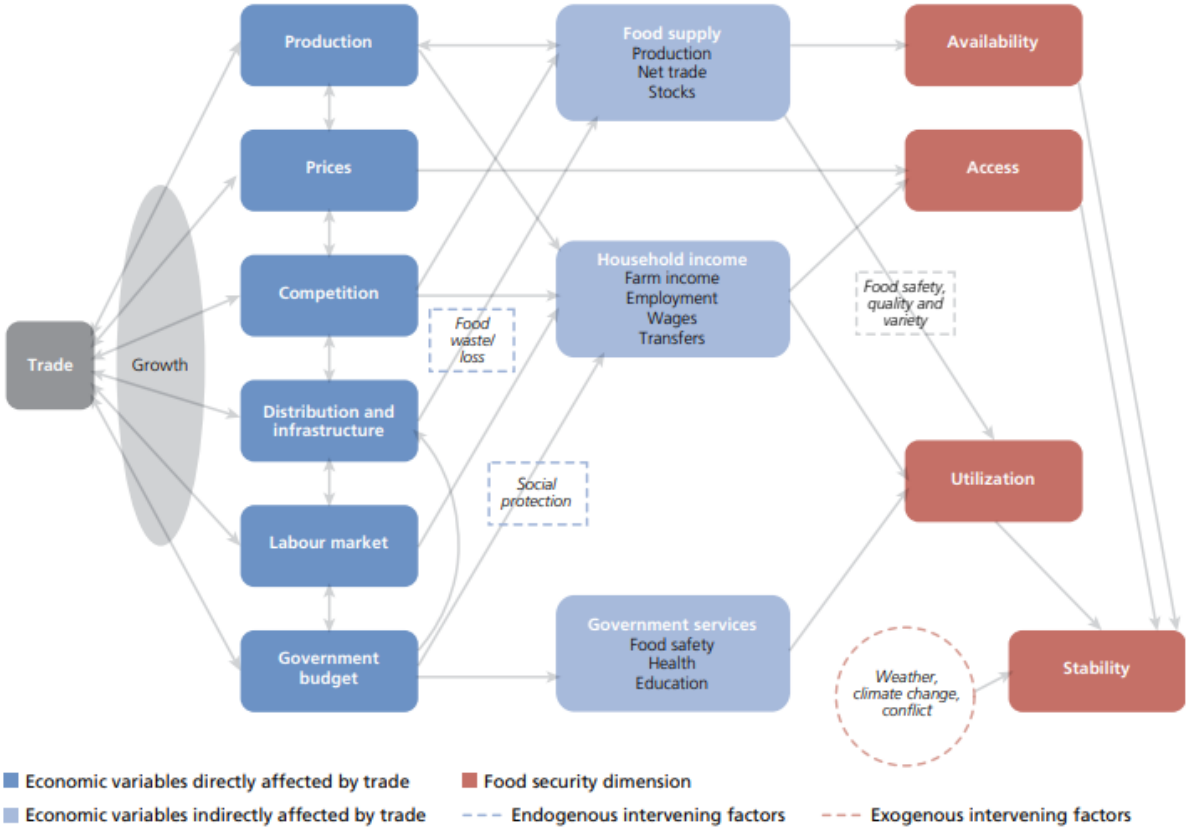 Production
Food supply
Production
Net trade
Stocks
Availability
Prices
Access
Competition
Household income
Farm income
Employment
Wages
Transfers
Food safety,
quality and
variety
Food
waste/
loss
Trade
Growth
Distribution and
infrastructure
Social
protection
Utilization
Labour market
Government
budget
Government services
Food safety
Health
Education
Weather,
climate change,
conflict
Stability
Economic variables directly affected by trade
Food security dimension
Economic variables indirectly affected by trade
Endogenous intervening factors
Exogenous intervening factors